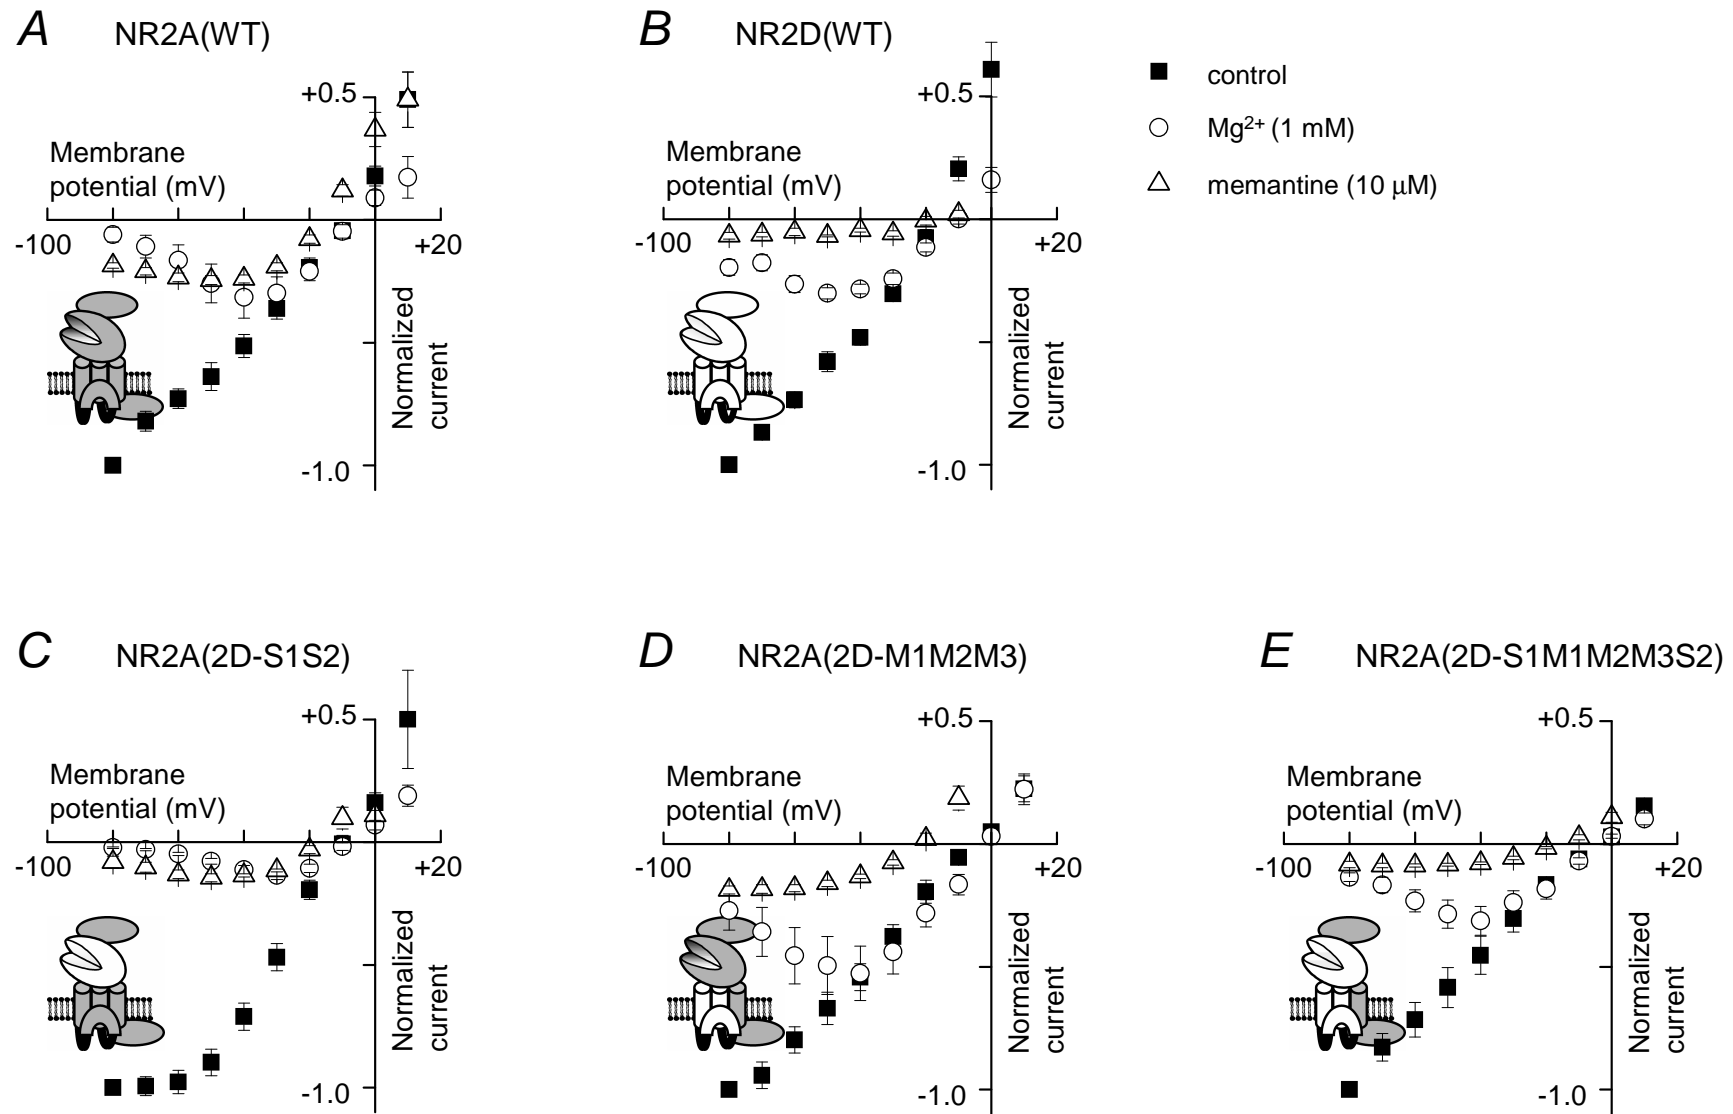 A NR2A(WT)
+0.5
Membrane
potential (mV)
-100
+20
Normalized
current
-1.0
B NR2D(WT)
+0.5
Membrane
potential (mV)
-100
+20
Normalized
current
-1.0
control
Mg2+ (1 mM)
memantine (10 μM)
C NR2A(2D-S1S2)
+0.5
Membrane
potential (mV)
-100
+20
Normalized
current
-1.0
D NR2A(2D-M1M2M3)
+0.5
Membrane
potential (mV)
-100
+20
Normalized
current
-1.0
E NR2A(2D-S1M1M2M3S2)
+0.5
Membrane
potential (mV)
-100
+20
Normalized
current
-1.0